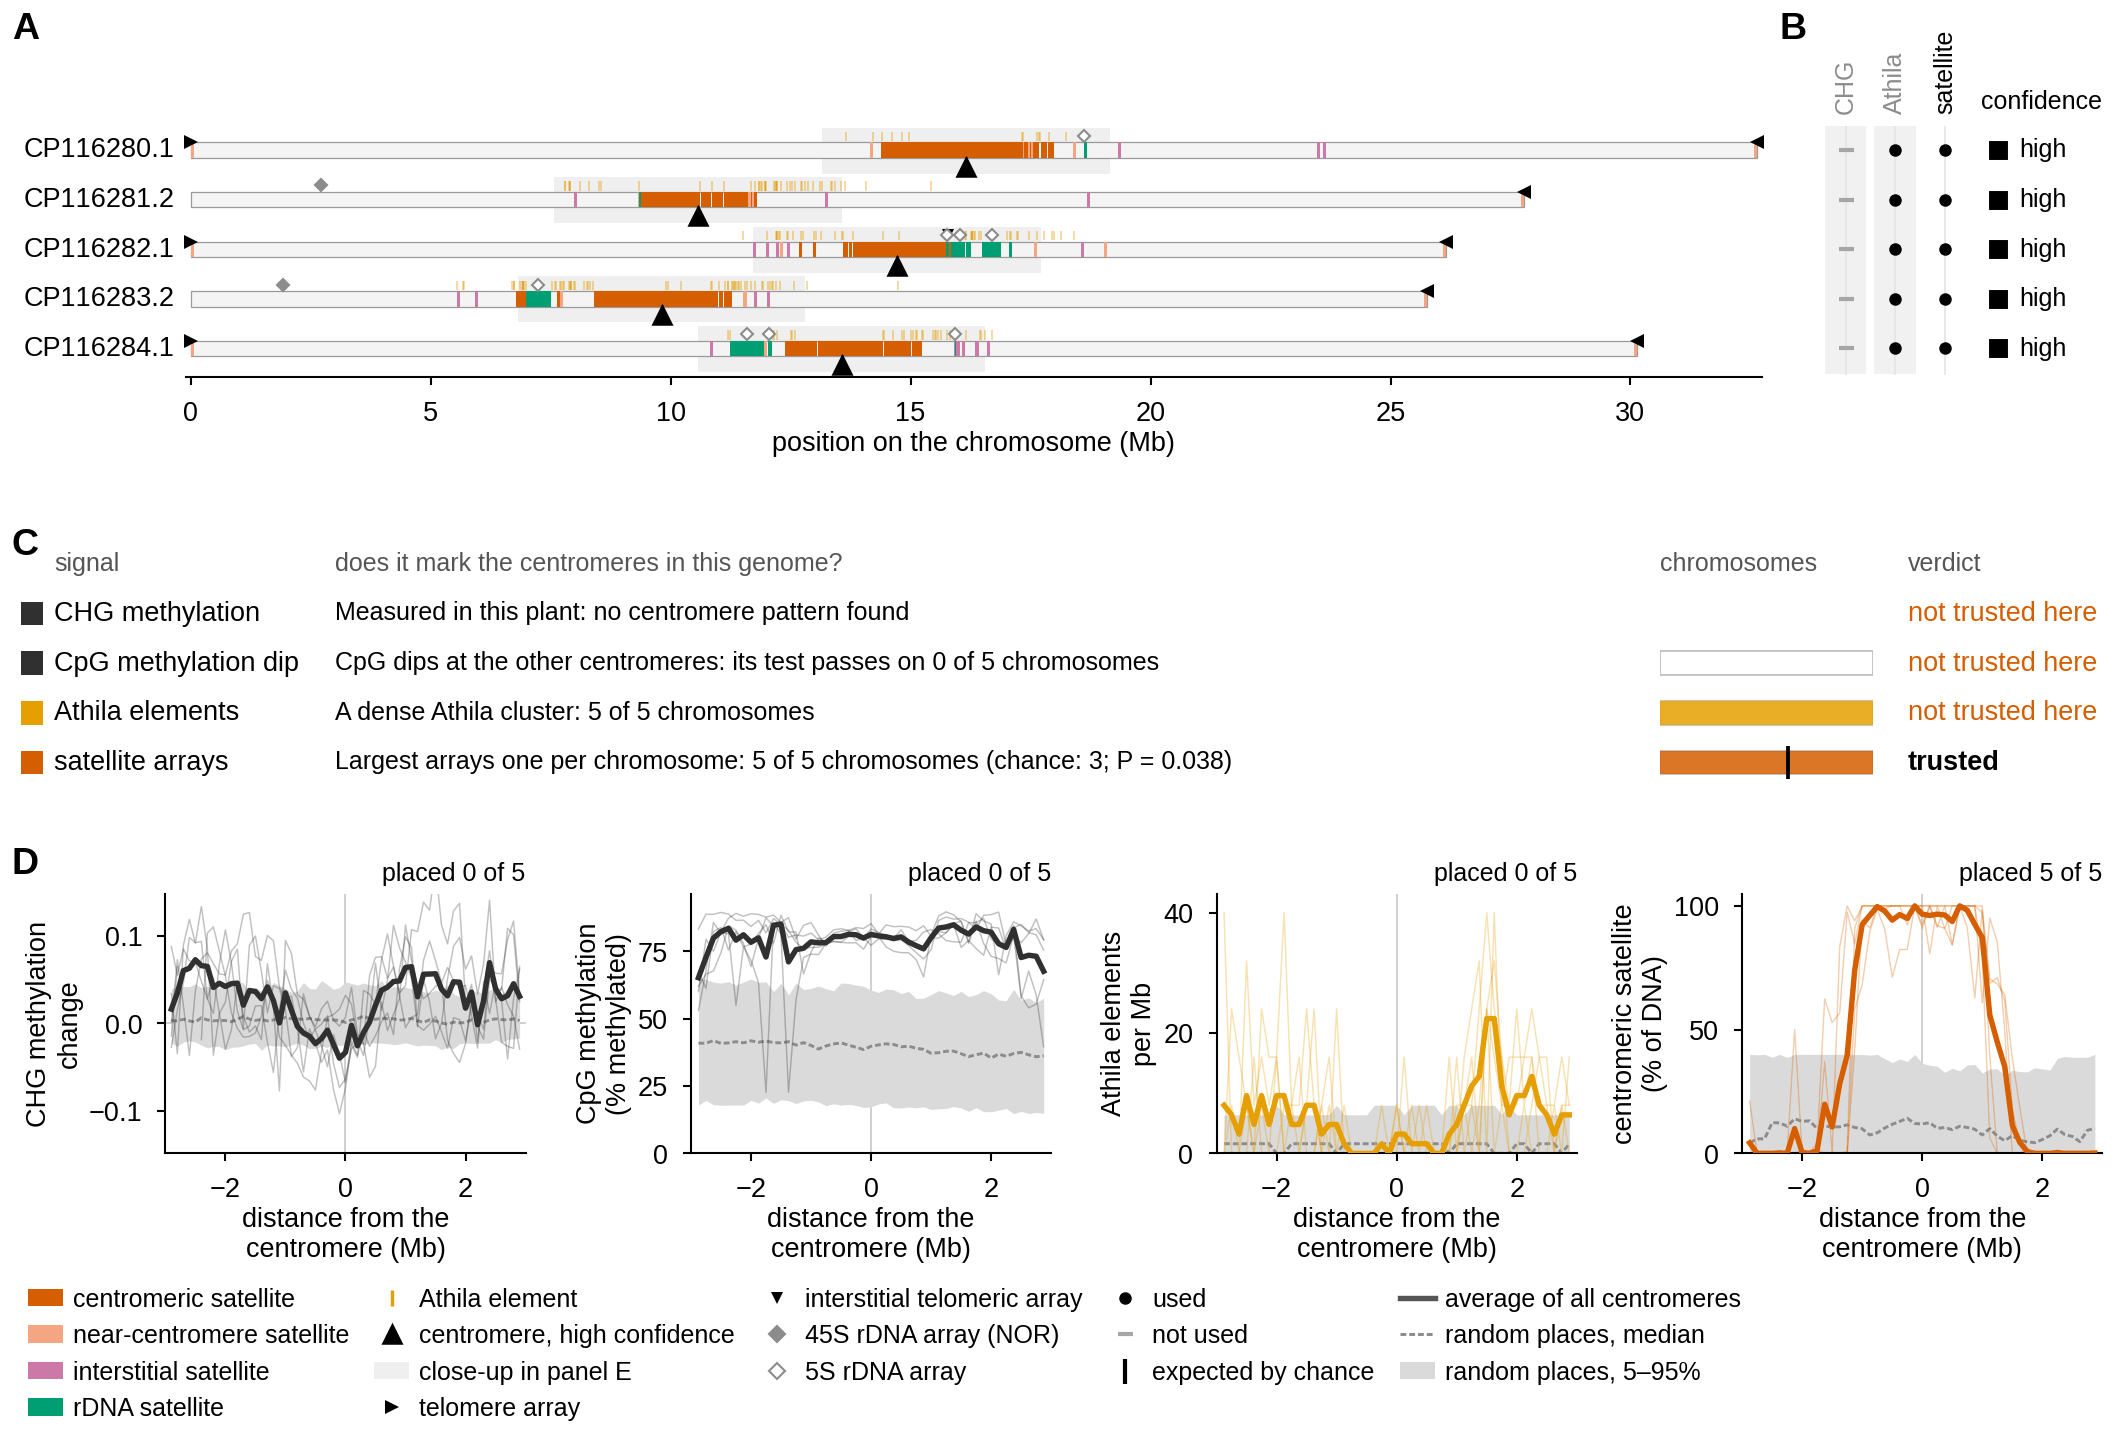 A
B
CHG
Athila
satellite
confidence
CP116280.1
high
CP116281.2
high
CP116282.1
high
CP116283.2
high
CP116284.1
high
0 5 10 15 20 25 30
position on the chromosome (Mb)
C
signal does it mark the centromeres in this genome? chromosomes verdict
CHG methylation Measured in this plant: no centromere pattern found not trusted here
CpG methylation dip CpG dips at the other centromeres: its test passes on 0 of 5 chromosomes not trusted here
Athila elements A dense Athila cluster: 5 of 5 chromosomes not trusted here
satellite arrays Largest arrays one per chromosome: 5 of 5 chromosomes (chance: 3; P = 0.038) trusted
D
placed 0 of 5
CHG methylation
change
0.1
0.0
−0.1
−2 0 2
distance from the
centromere (Mb)
placed 0 of 5
CpG methylation
(% methylated)
75
50
25
0
−2 0 2
distance from the
centromere (Mb)
placed 0 of 5
Athila elements
per Mb
40
20
0
−2 0 2
distance from the
centromere (Mb)
placed 5 of 5
centromeric satellite
(% of DNA)
100
50
0
−2 0 2
distance from the
centromere (Mb)
centromeric satellite
near-centromere satellite
interstitial satellite
rDNA satellite
Athila element
centromere, high confidence
close-up in panel E
telomere array
interstitial telomeric array
45S rDNA array (NOR)
5S rDNA array
used
not used
expected by chance
average of all centromeres
random places, median
random places, 5–95%